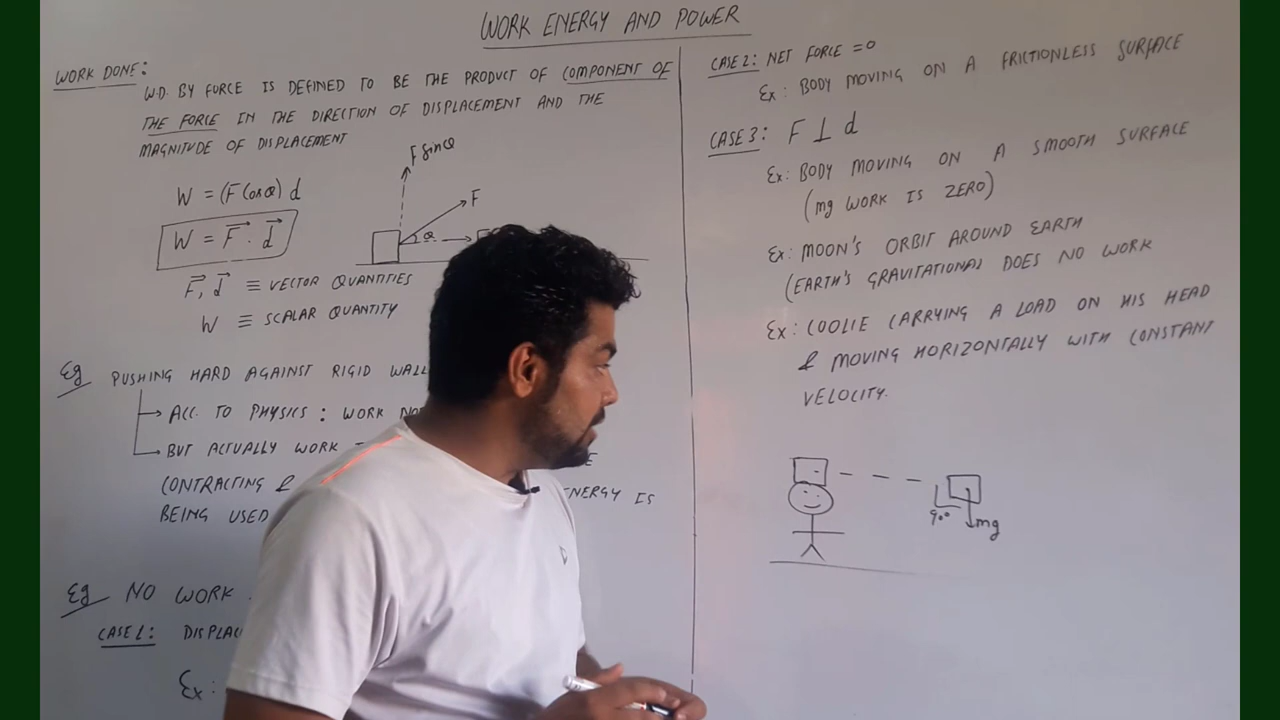 WORK ENERGY AND POWER
WORK DONE:
W.D. BY FORCE IS DEFINED TO BE THE PRODUCT OF COMPONENT OF
THE FORCE IN THE DIRECTION OF DISPLACEMENT AND THE
MAGNITUDE OF DISPLACEMENT
F sinθ
F
θ
W = (F Cosθ) d
W = F⃗ . d⃗
F⃗, d⃗ ≡ VECTOR QUANTITIES
W ≡ SCALAR QUANTITY
Eg PUSHING HARD AGAINST RIGID WALL
ACC. TO PHYSICS: WORK
BUT ACTUALLY WORK
CONTRACTING & ENERGY IS
BEING USED
Eg NO WORK
CASE 1:
Ex:
CASE 2: NET FORCE = 0
Ex: BODY MOVING ON A FRICTIONLESS SURFACE
CASE 3: F ⊥ d
Ex: BODY MOVING ON A SMOOTH SURFACE
(mg WORK IS ZERO)
Ex: MOON'S ORBIT AROUND EARTH
(EARTH'S GRAVITATIONAL DOES NO WORK
Ex: COOLIE CARRYING A LOAD ON HIS HEAD
& MOVING HORIZONTALLY WITH CONSTANT
VELOCITY.
90°
mg